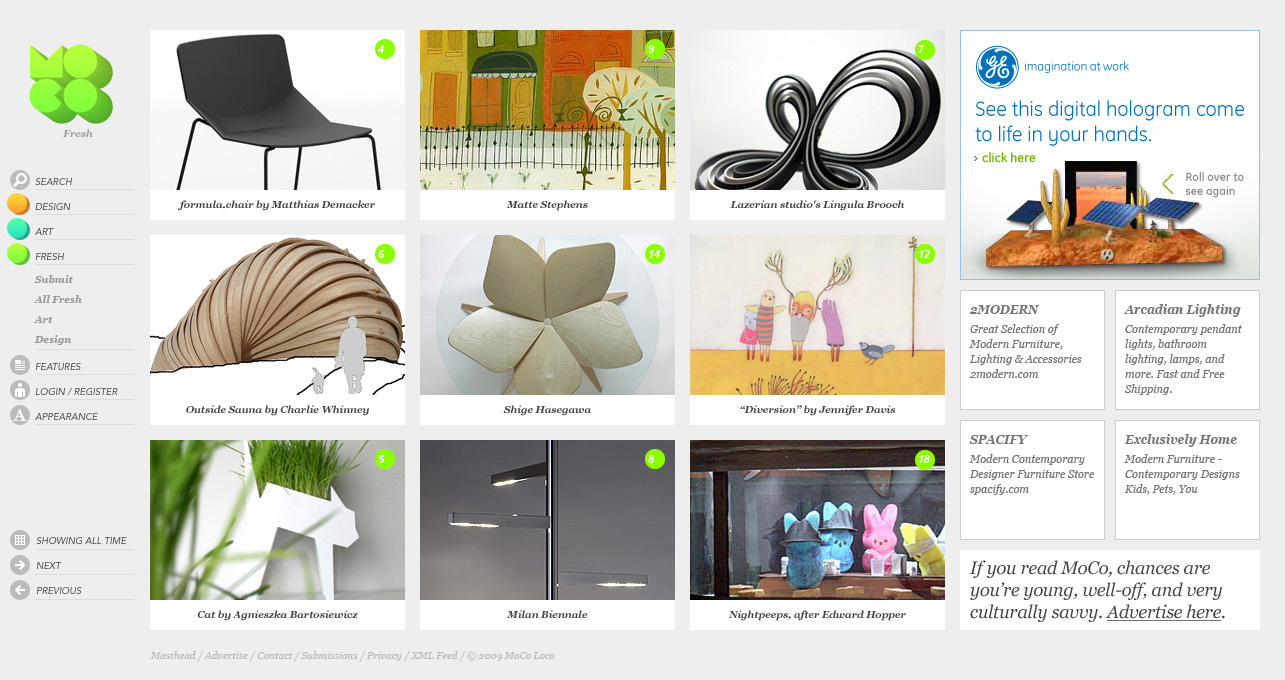 MOCO
Fresh
SEARCH
DESIGN
ART
FRESH
Submit
All Fresh
Art
Design
FEATURES
LOGIN / REGISTER
APPEARANCE
SHOWING ALL TIME
NEXT
PREVIOUS
4
formula.chair by Matthias Demacker
9
Matte Stephens
7
Lazerian studio's Lingula Brooch
6
Outside Sauna by Charlie Whinney
14
Shige Hasegawa
12
“Diversion” by Jennifer Davis
5
Cat by Agnieszka Bartosiewicz
8
Milan Biennale
18
Nightpeeps, after Edward Hopper
GE
imagination at work
See this digital hologram come
to life in your hands.
› click here
Roll over to
see again
2MODERN
Great Selection of
Modern Furniture,
Lighting & Accessories
2modern.com
Arcadian Lighting
Contemporary pendant
lights, bathroom
lighting, lamps, and
more. Fast and Free
Shipping.
SPACIFY
Modern Contemporary
Designer Furniture Store
spacify.com
Exclusively Home
Modern Furniture -
Contemporary Designs
Kids, Pets, You
If you read MoCo, chances are
you’re young, well-off, and very
culturally savvy. Advertise here.
Masthead / Advertise / Contact / Submissions / Privacy / XML Feed / © 2009 MoCo Loco